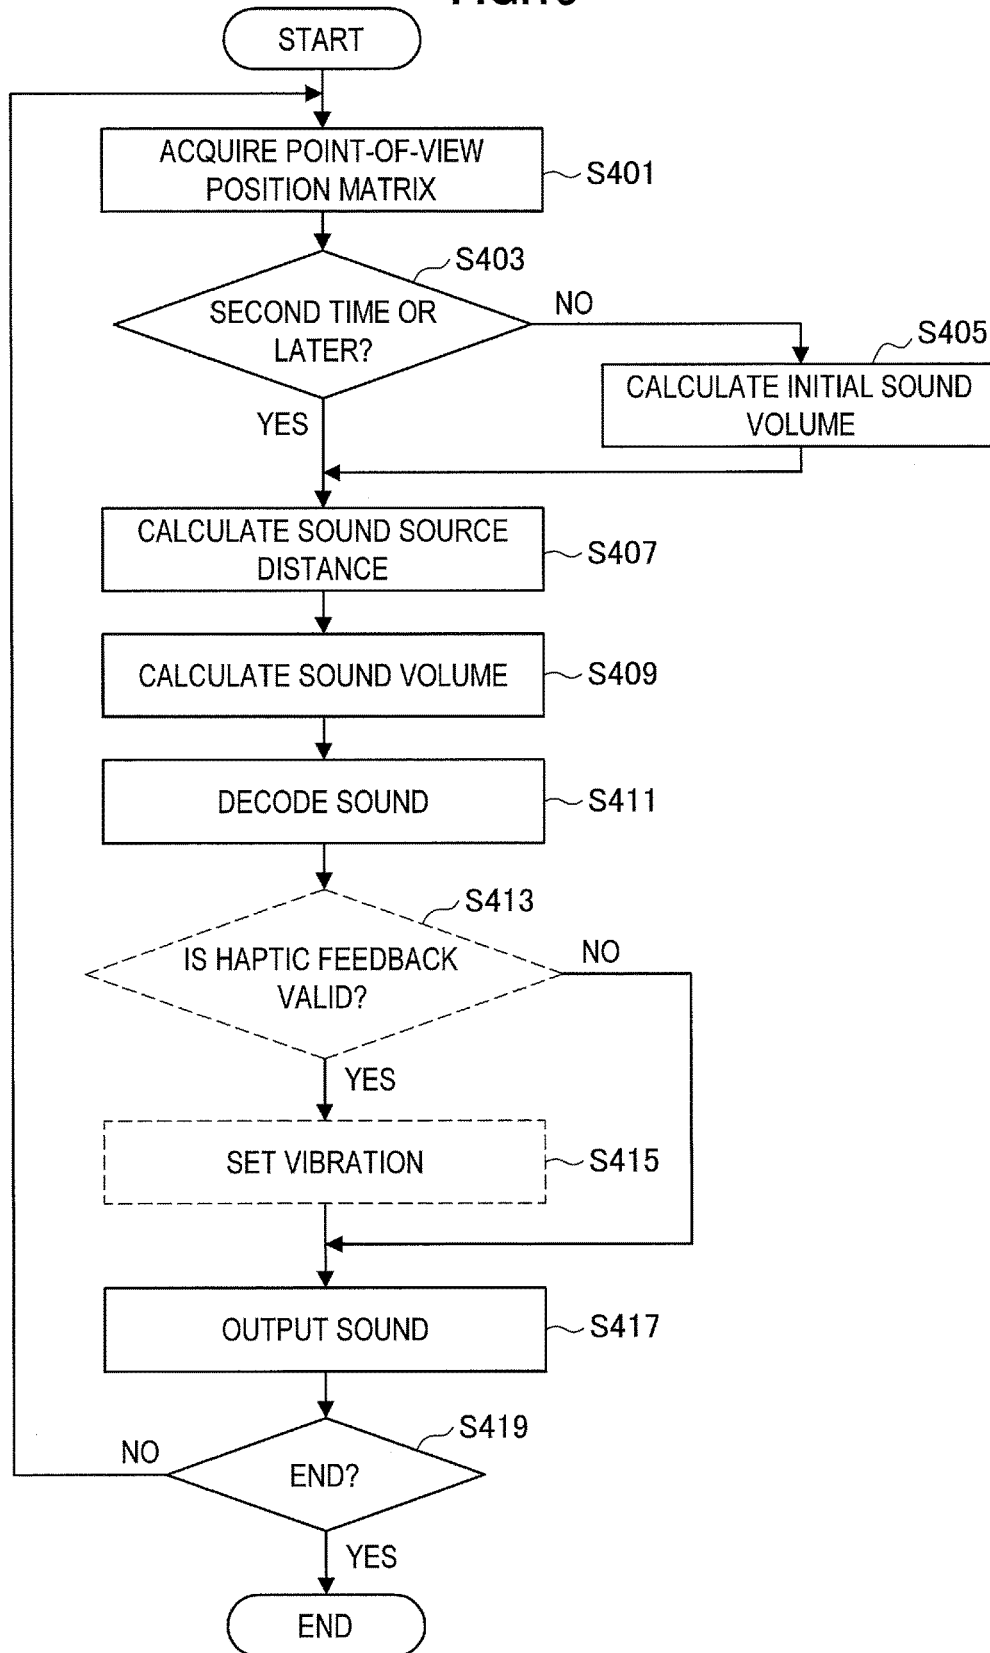 START
ACQUIRE POINT-OF-VIEW
POSITION MATRIX
S401
S403
SECOND TIME OR
LATER?
NO
YES
S405
CALCULATE INITIAL SOUND
VOLUME
CALCULATE SOUND SOURCE
DISTANCE
S407
CALCULATE SOUND VOLUME
S409
DECODE SOUND
S411
S413
IS HAPTIC FEEDBACK
VALID?
NO
YES
SET VIBRATION
S415
OUTPUT SOUND
S417
S419
END?
NO
YES
END